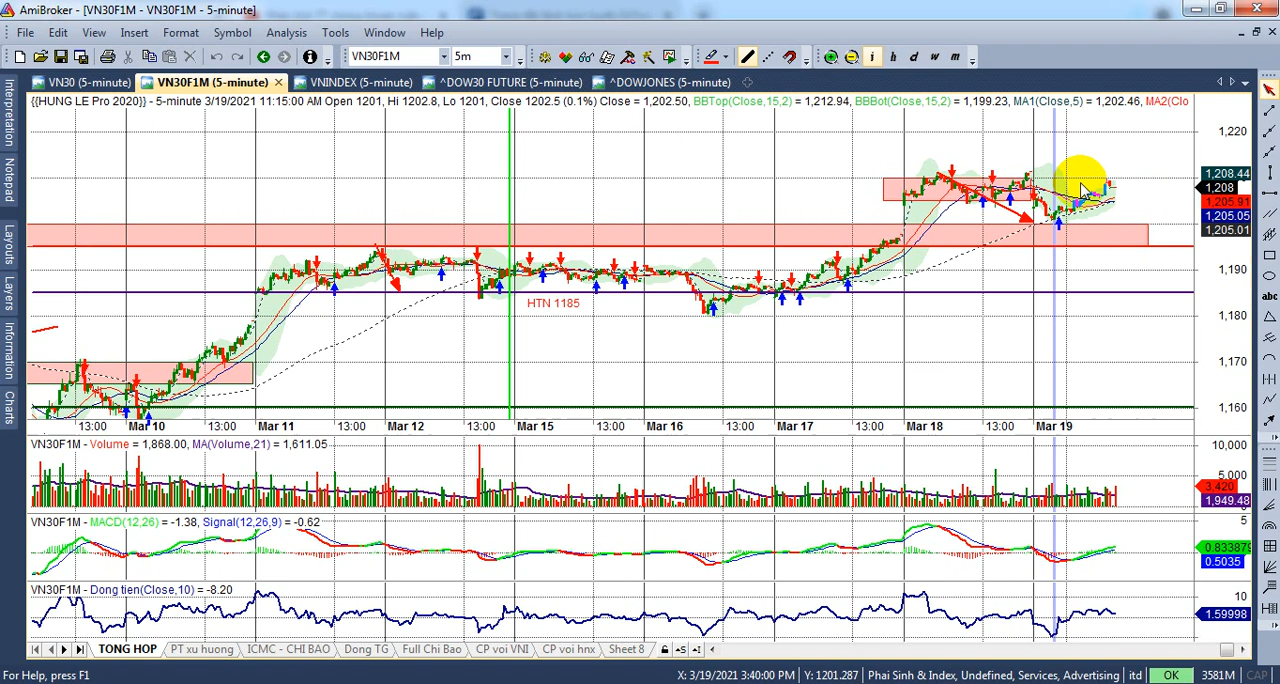 AmiBroker - [VN30F1M - VN30F1M - 5-minute]
File Edit View Insert Format Symbol Analysis Tools Window Help
VN30F1M 5m i h d w m
VN30 (5-minute) VN30F1M (5-minute) VNINDEX (5-minute) ^DOW30 FUTURE (5-minute) ^DOWJONES (5-minute)
Interpretation
Notepad
Layouts
Layers
Information
Charts
{{HUNG LE Pro 2020}} - 5-minute 3/19/2021 11:15:00 AM Open 1201, Hi 1202.8, Lo 1201, Close 1202.5 (0.1%) Close = 1,202.50, BBTop(Close,15,2) = 1,212.94, BBBot(Close,15,2) = 1,199.23, MA1(Close,5) = 1,202.46, MA2(Clo
1,220
1,208.44
1,208
1,205.91
1,205.05
1,205.01
1,190
HTN 1185
1,180
1,170
1,160
13:00 Mar 10 13:00 Mar 11 13:00 Mar 12 13:00 Mar 15 13:00 Mar 16 13:00 Mar 17 13:00 Mar 18 13:00 Mar 19
VN30F1M - Volume = 1,868.00, MA(Volume,21) = 1,611.05
10,000
5,000
3,420
1,949.48
VN30F1M - MACD(12,26) = -1.38, Signal(12,26,9) = -0.62
5
0.833879
0.5035
VN30F1M - Dong tien(Close,10) = -8.20
10
1.59998
TONG HOP PT xu huong ICMC - CHI BAO Dong TG Full Chi Bao CP voi VNI CP voi hnx Sheet 8
abc
For Help, press F1 X: 3/19/2021 3:40:00 PM Y: 1201.287 Phai Sinh & Index, Undefined, Services, Advertising itd OK 3581M CAP